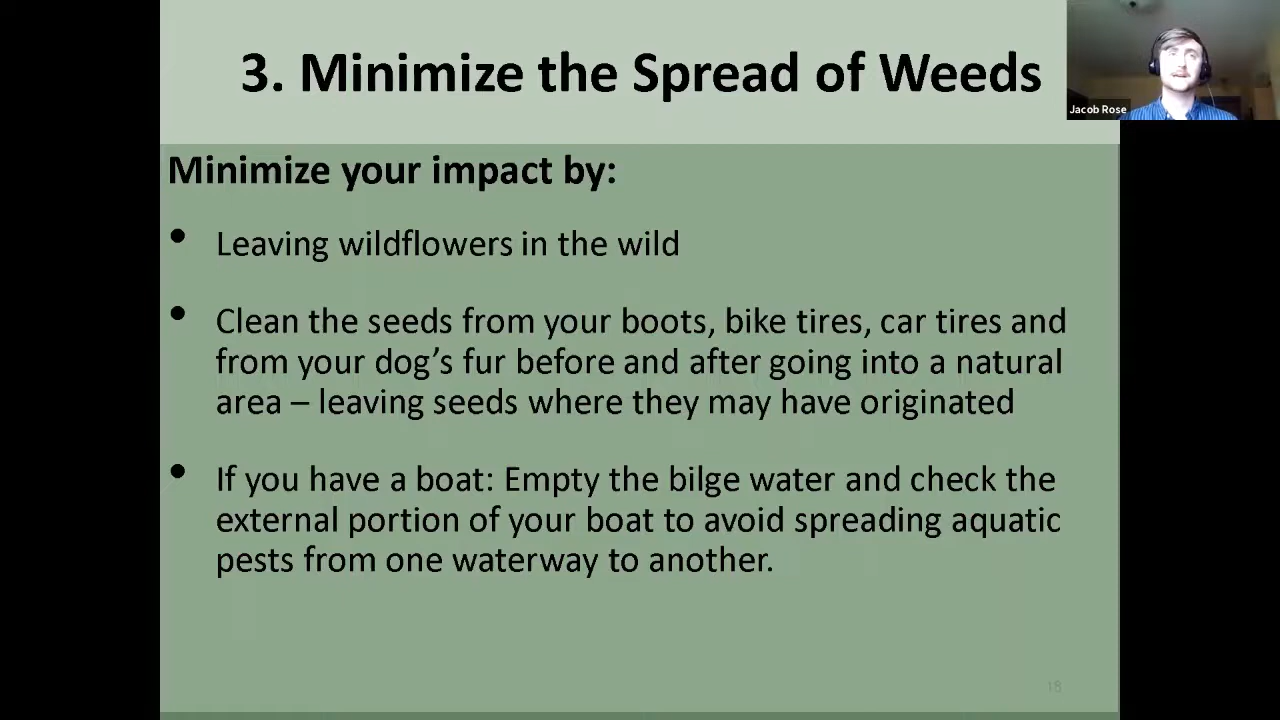 3. Minimize the Spread of Weeds
Jacob Rose
Minimize your impact by:
• Leaving wildflowers in the wild
• Clean the seeds from your boots, bike tires, car tires and
from your dog’s fur before and after going into a natural
area – leaving seeds where they may have originated
• If you have a boat: Empty the bilge water and check the
external portion of your boat to avoid spreading aquatic
pests from one waterway to another.
18